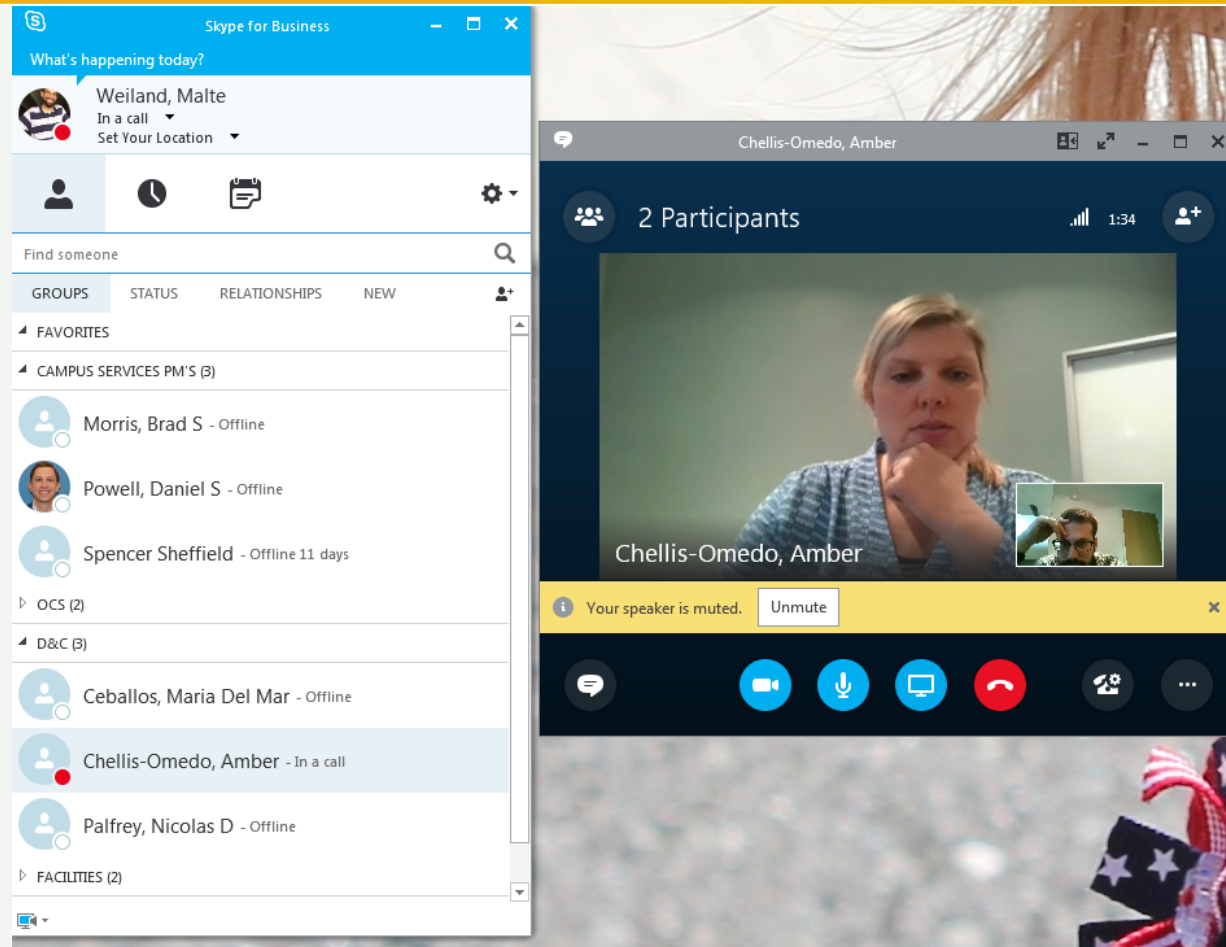 Skype for Business
What's happening today?
Weiland, Malte
In a call
Set Your Location
Find someone
GROUPS STATUS RELATIONSHIPS NEW
FAVORITES
CAMPUS SERVICES PM'S (3)
Morris, Brad S - Offline
Powell, Daniel S - Offline
Spencer Sheffield - Offline 11 days
OCS (2)
D&C (3)
Ceballos, Maria Del Mar - Offline
Chellis-Omedo, Amber - In a call
Palfrey, Nicolas D - Offline
FACILITIES (2)
Chellis-Omedo, Amber
2 Participants
1:34
Chellis-Omedo, Amber
Your speaker is muted. Unmute